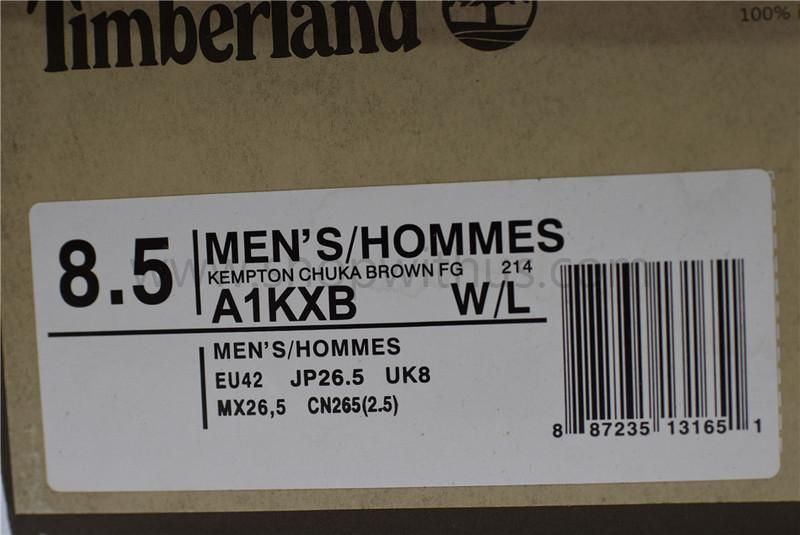 Timberland
100%
8.5
MEN'S/HOMMES
KEMPTON CHUKA BROWN FG 214
A1KXB W/L
MEN'S/HOMMES
EU42 JP26.5 UK8
MX26,5 CN265(2.5)
8 87235 13165 1